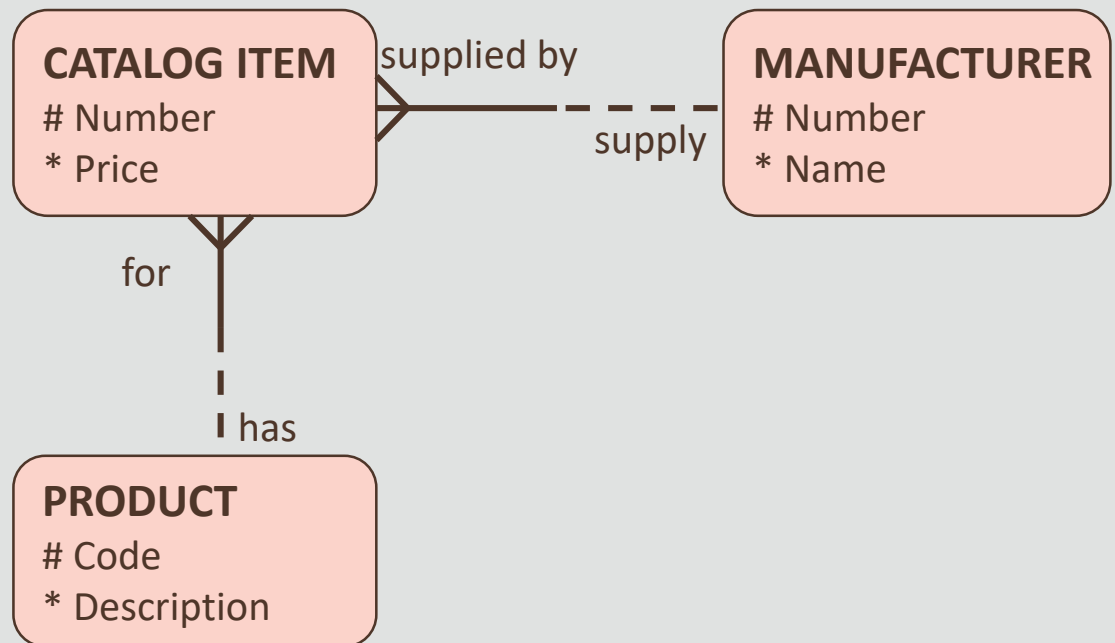 CATALOG ITEM
# Number
* Price
supplied by
supply
MANUFACTURER
# Number
* Name
for
has
PRODUCT
# Code
* Description